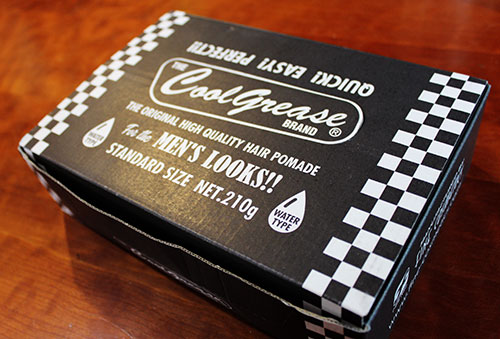 QUICK! EASY! PERFECT!!
THE
CoolGrease
BRAND ®
THE ORIGINAL HIGH QUALITY HAIR POMADE
For the MEN'S LOOKS!!
STANDARD SIZE NET.210g
WATER TYPE
WATER TYPE